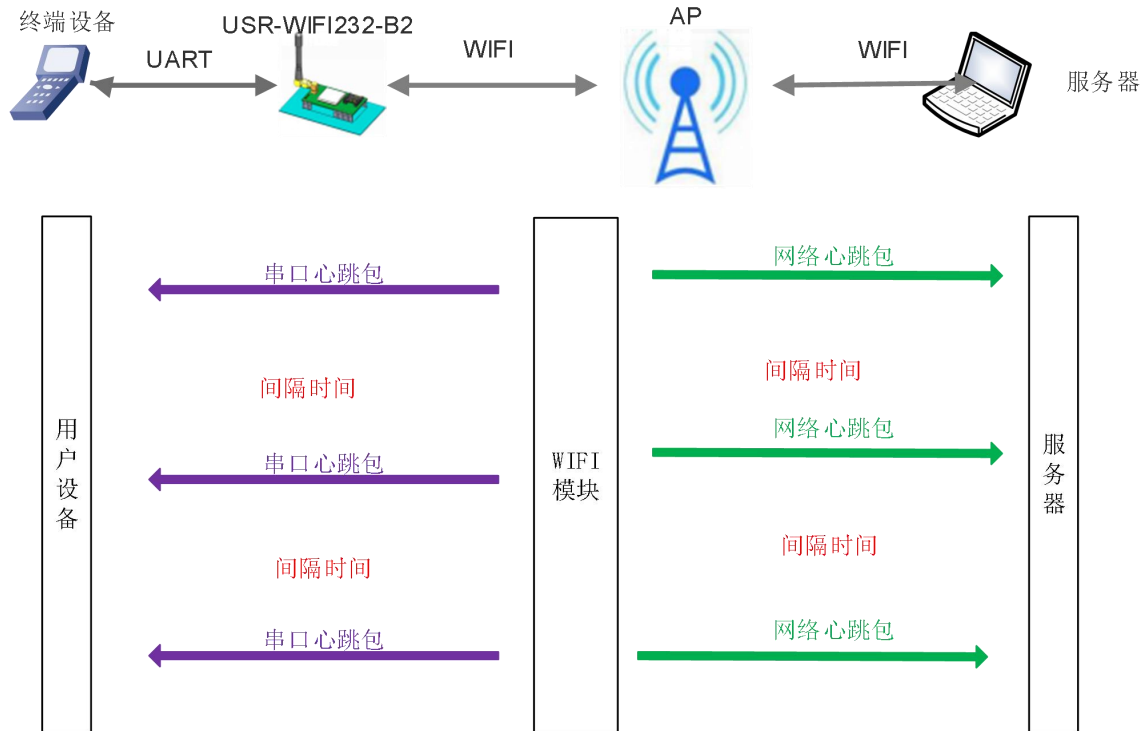 终端设备
USR-WIFI232-B2
AP
UART
WIFI
WIFI
服务器
串口心跳包
网络心跳包
间隔时间
间隔时间
串口心跳包
网络心跳包
用户设备
WIFI
模块
服务器
间隔时间
间隔时间
串口心跳包
网络心跳包